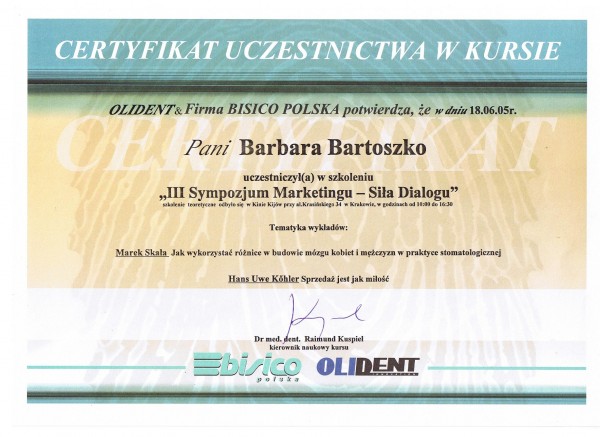 CERTYFIKAT UCZESTNICTWA W KURSIE
CERTYFIKAT
OLIDENT & Firma BISICO POLSKA potwierdza, że w dniu 18.06.05r.
Pani Barbara Bartoszko
uczestniczył(a) w szkoleniu
„III Sympozjum Marketingu – Siła Dialogu”
szkolenie teoretyczne odbyło się w Kinie Kijów przy al.Krasińskiego 34 w Krakowie, w godzioach od 10:00 do 16:30
Tematyka wykładów:
Marek Skała Jak wykorzystać różnice w budowie mózgu kobiet i mężczyzn w praktyce stomatologicznej
Hans Uwe Köhler Sprzedaż jest jak miłość
Dr med. dent. Raimund Kuspiel
kierownik naukowy kursu
bisico OLIDENT
polska